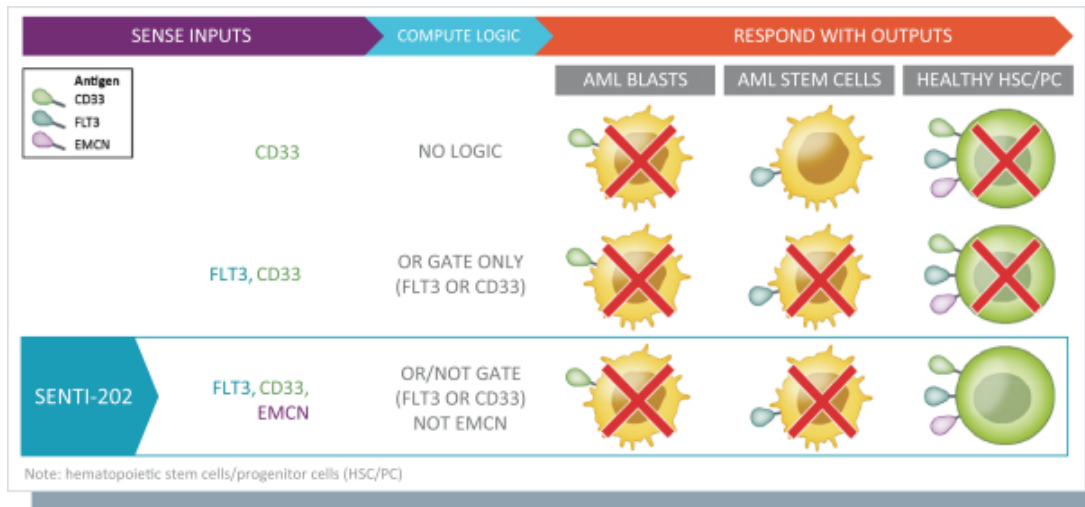 SENSE INPUTS
COMPUTE LOGIC
RESPOND WITH OUTPUTS
Antigen
CD33
FLT3
EMCN
AML BLASTS
AML STEM CELLS
HEALTHY HSC/PC
CD33
NO LOGIC
FLT3, CD33
OR GATE ONLY
(FLT3 OR CD33)
SENTI-202
FLT3, CD33,
EMCN
OR/NOT GATE
(FLT3 OR CD33)
NOT EMCN
Note: hematopoietic stem cells/progenitor cells (HSC/PC)